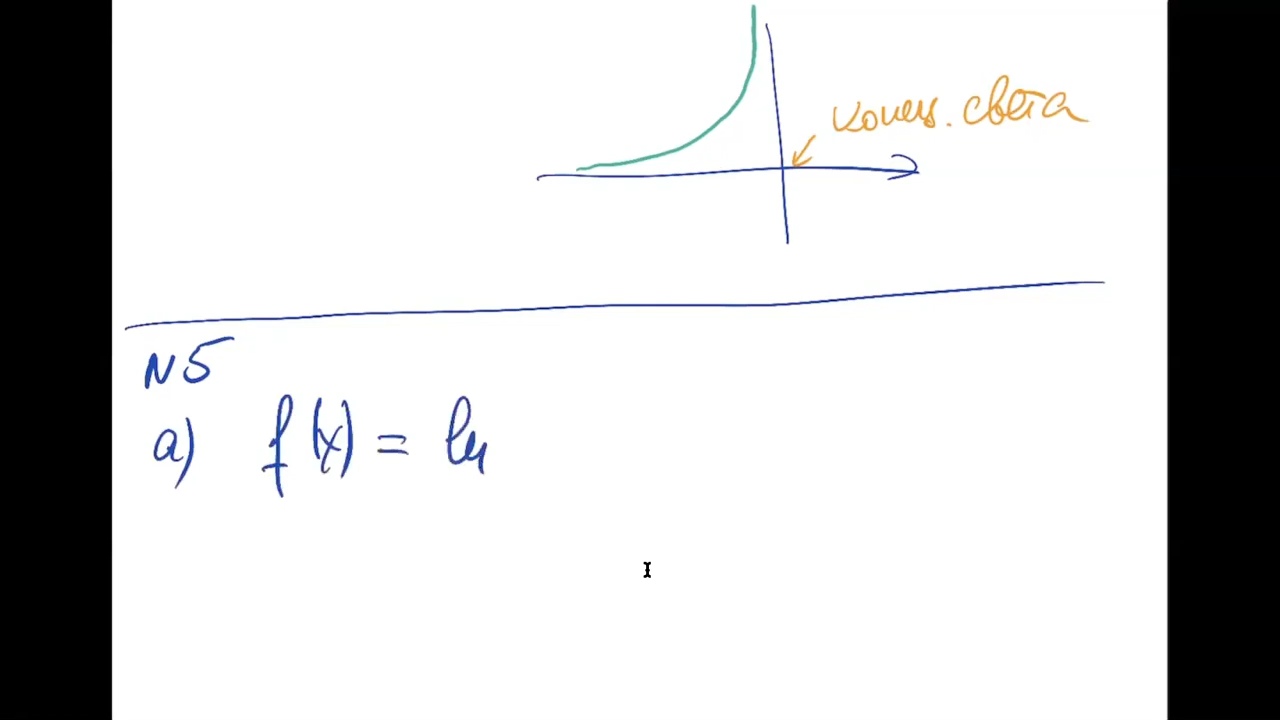 конец. света
N5
a) f(x) = ln